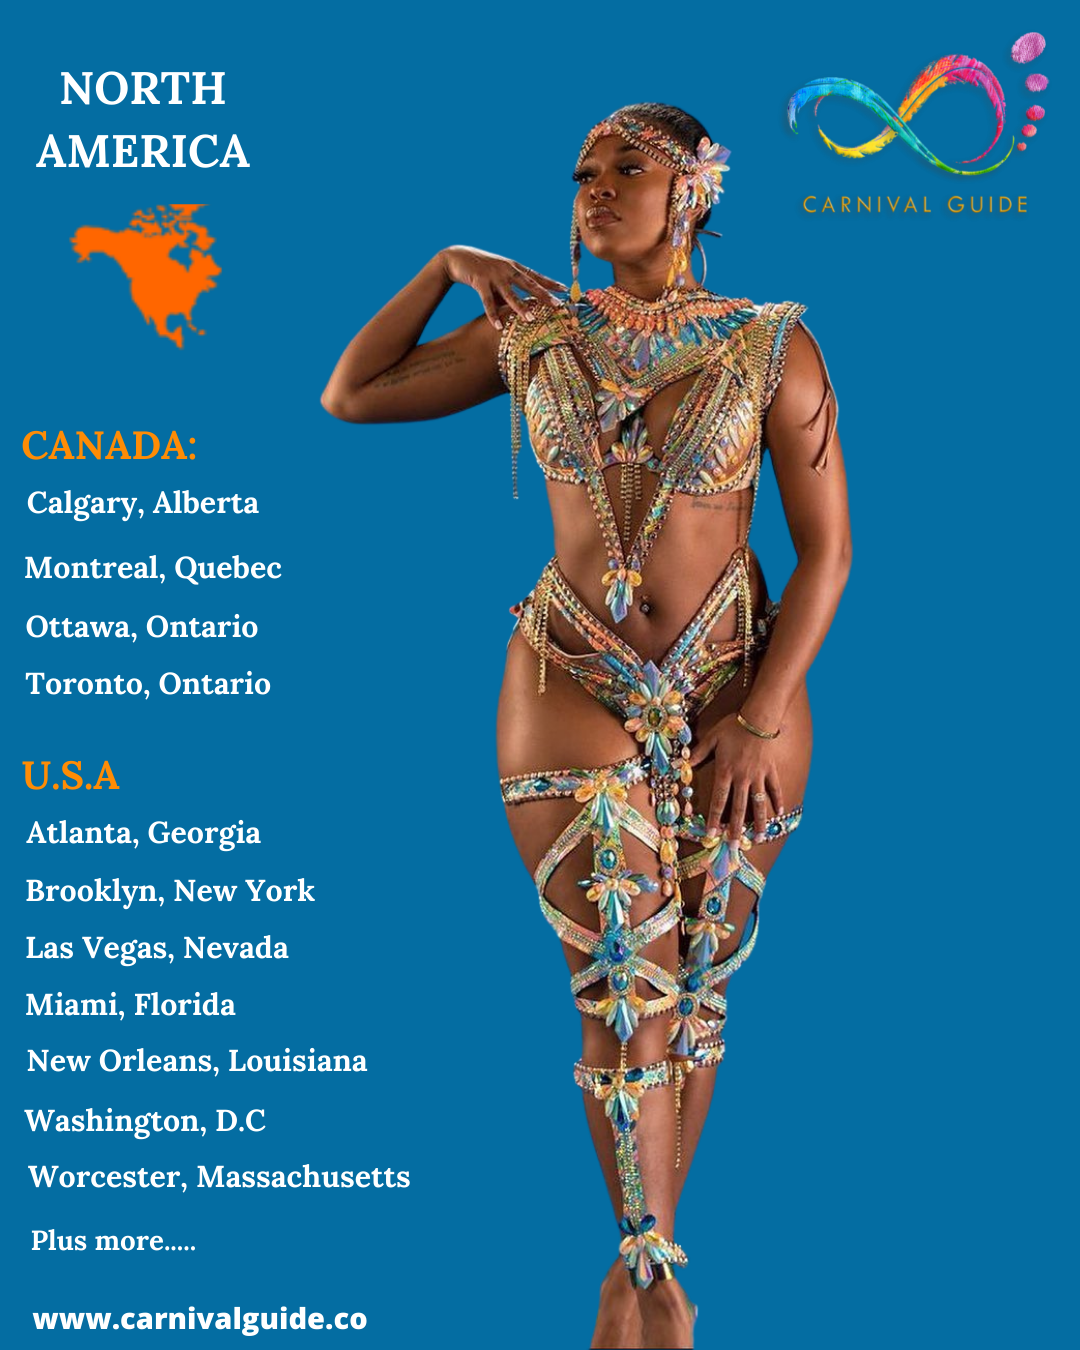 NORTH
AMERICA
CARNIVAL GUIDE
CANADA:
Calgary, Alberta
Montreal, Quebec
Ottawa, Ontario
Toronto, Ontario
U.S.A
Atlanta, Georgia
Brooklyn, New York
Las Vegas, Nevada
Miami, Florida
New Orleans, Louisiana
Washington, D.C
Worcester, Massachusetts
Plus more.....
www.carnivalguide.co